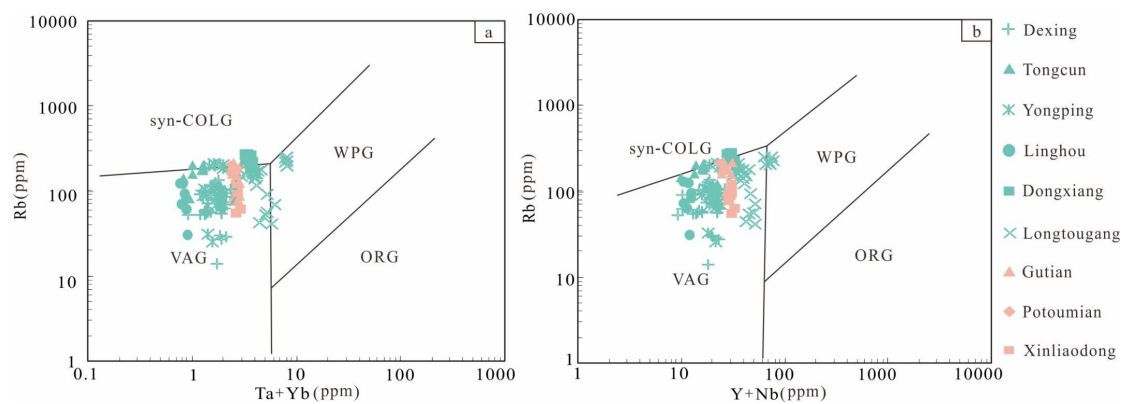 10000
1000
100
10
1
Rb(ppm)
0.1
1
10
100
1000
Ta+Yb(ppm)
a
syn-COLG
WPG
VAG
ORG
10000
1000
100
10
1
Rb (ppm)
1
10
100
1000
10000
Y+Nb(ppm)
b
syn-COLG
WPG
VAG
ORG
Dexing
Tongcun
Yongping
Linghou
Dongxiang
Longtougang
Gutian
Potoumian
Xinliaodong